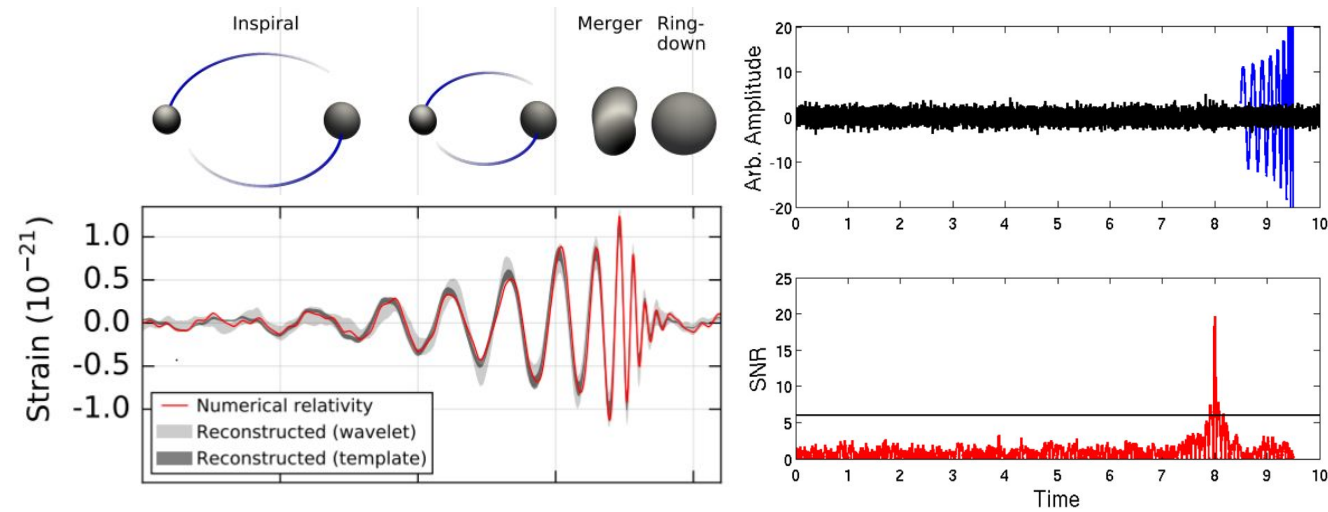 Inspiral
Merger
Ring-
down
Strain (10⁻²¹)
1.0
0.5
0.0
-0.5
-1.0
Numerical relativity
Reconstructed (wavelet)
Reconstructed (template)
Arb. Amplitude
20
10
0
-10
-20
0 1 2 3 4 5 6 7 8 9 10
SNR
25
20
15
10
5
0
0 1 2 3 4 5 6 7 8 9 10
Time